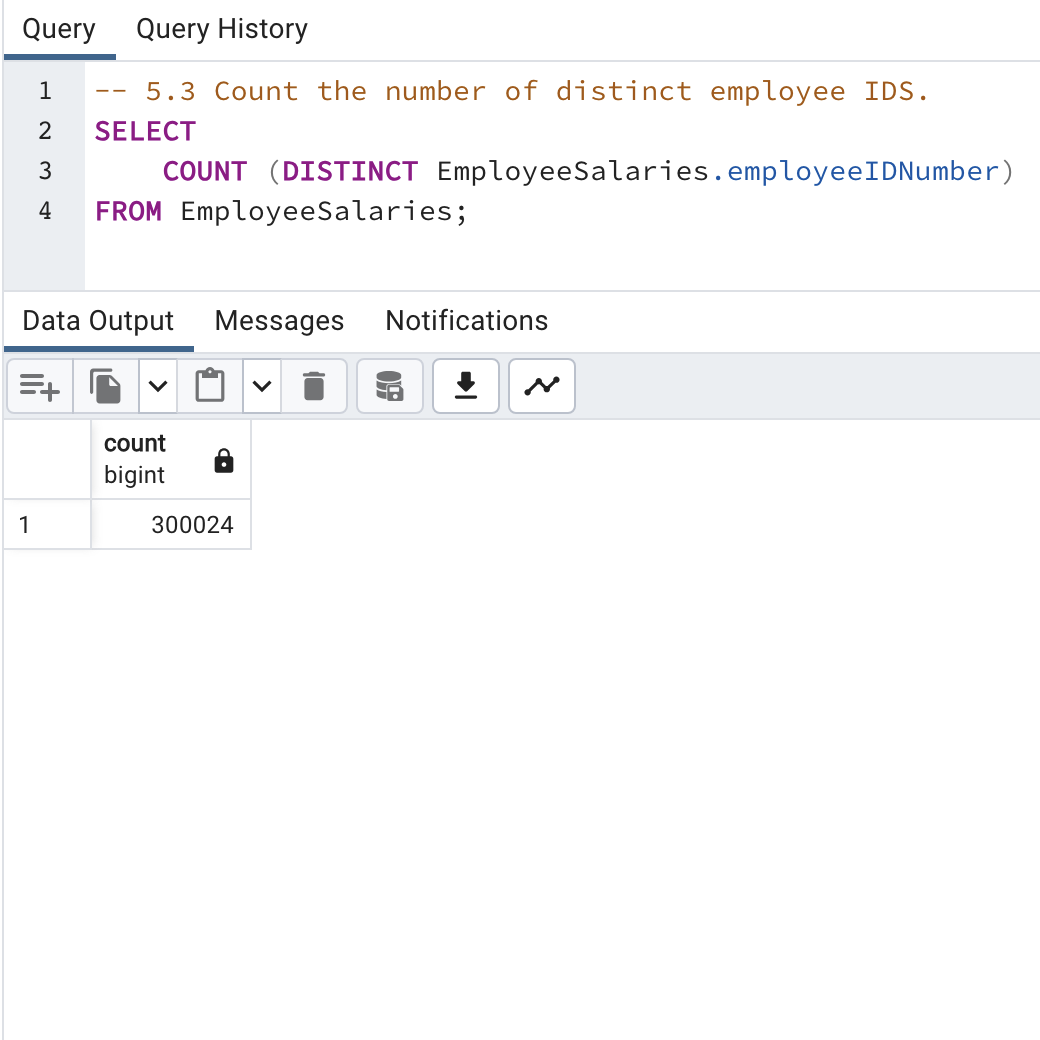 Query Query History
1 -- 5.3 Count the number of distinct employee IDS.
2 SELECT
3 COUNT (DISTINCT EmployeeSalaries.employeeIDNumber)
4 FROM EmployeeSalaries;
Data Output Messages Notifications
count
bigint
1 300024